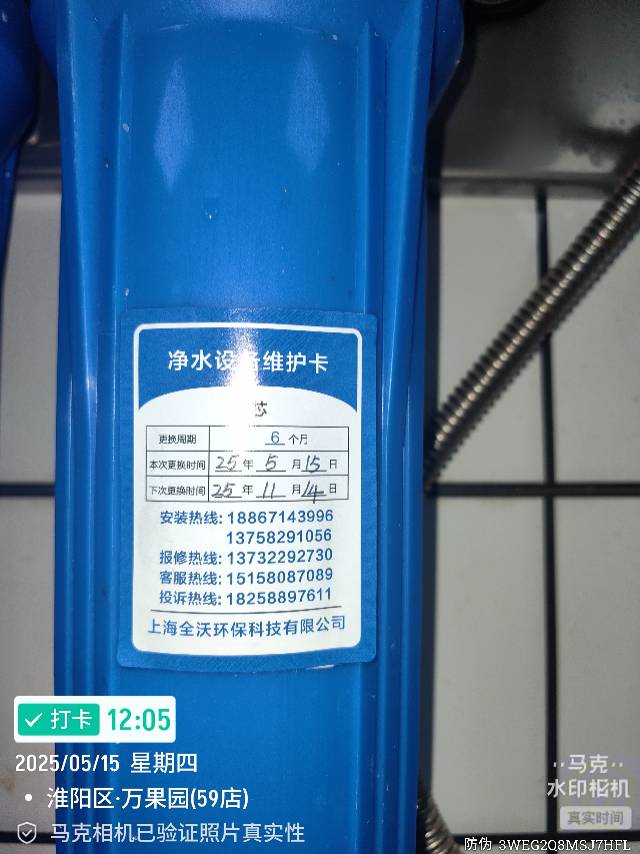 净水设备维护卡
芯
更换周期 6 个月
本次更换时间 25 年 5 月 15 日
下次更换时间 25 年 11 月 14 日
安装热线: 18867143996
13758291056
报修热线: 13732292730
客服热线: 15158087089
投诉热线: 18258897611
上海全沃环保科技有限公司
打卡 12:05
2025/05/15 星期四
淮阳区·万果园(59店)
马克相机已验证照片真实性
马克
水印相机
真实时间
防伪 3WEG2Q8MSJ7HFL